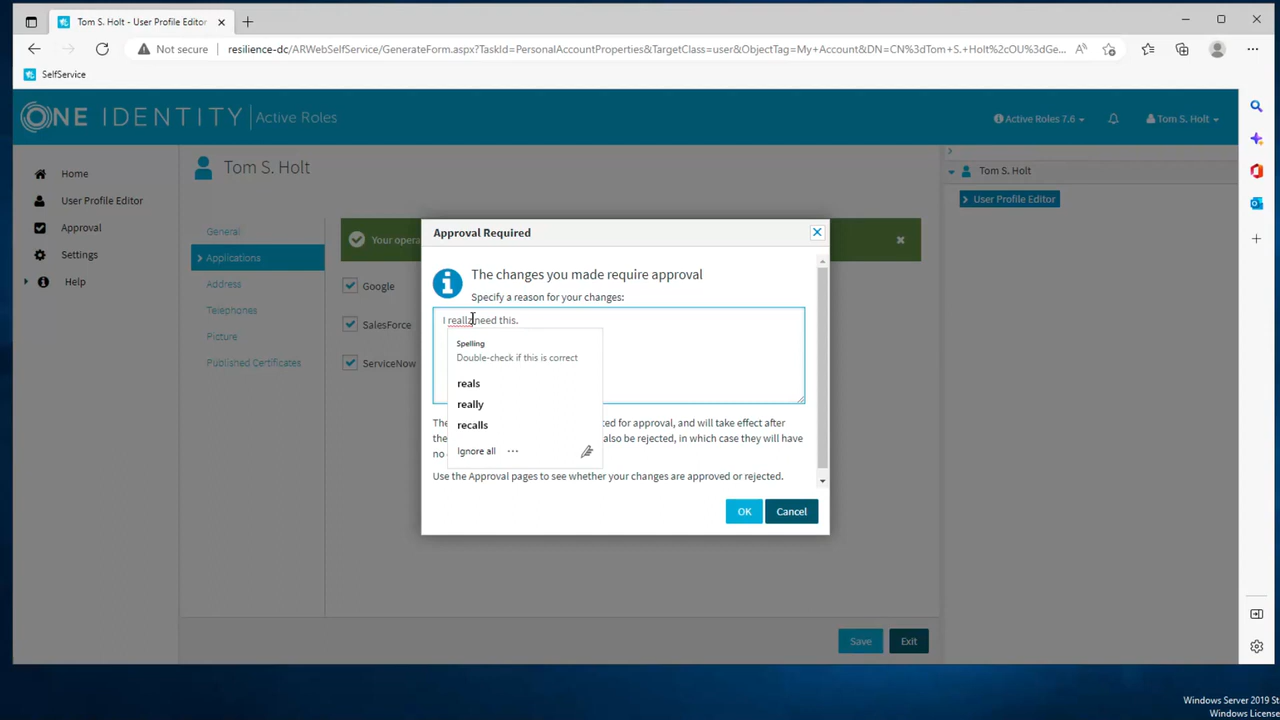 Tom S. Holt - User Profile Editor
Not secure
resilience-dc/ARWebSelfService/GenerateForm.aspx?TaskId=PersonalAccountProperties&TargetClass=user&ObjectTag=My+Account&DN=CN%3dTom+S.+Holt%2cOU%3dGe...
SelfService
ONE IDENTITY Active Roles
Active Roles 7.6
Tom S. Holt
Home
User Profile Editor
Approval
Settings
Help
Tom S. Holt
General
Applications
Address
Telephones
Picture
Published Certificates
Your opera
Google
SalesForce
ServiceNow
Approval Required
The changes you made require approval
Specify a reason for your changes:
I reallz need this.
Spelling
Double-check if this is correct
reals
really
recalls
Ignore all
The
ted for approval, and will take effect after
the
also be rejected, in which case they will have
no
Use the Approval pages to see whether your changes are approved or rejected.
OK
Cancel
Save
Exit
Tom S. Holt
User Profile Editor
Windows Server 2019 St
Windows License